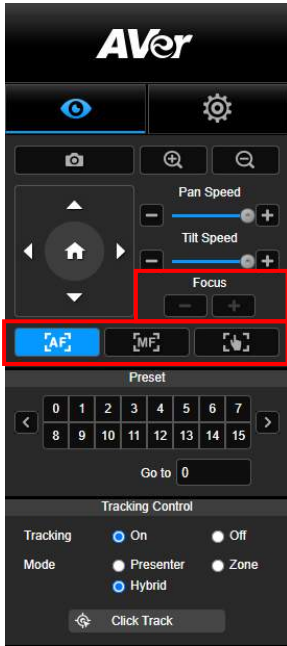 AVer
Pan Speed
Tilt Speed
Focus
AF MF
Preset
0 1 2 3 4 5 6 7
8 9 10 11 12 13 14 15
Go to 0
Tracking Control
Tracking On Off
Mode Presenter Zone
Hybrid
Click Track